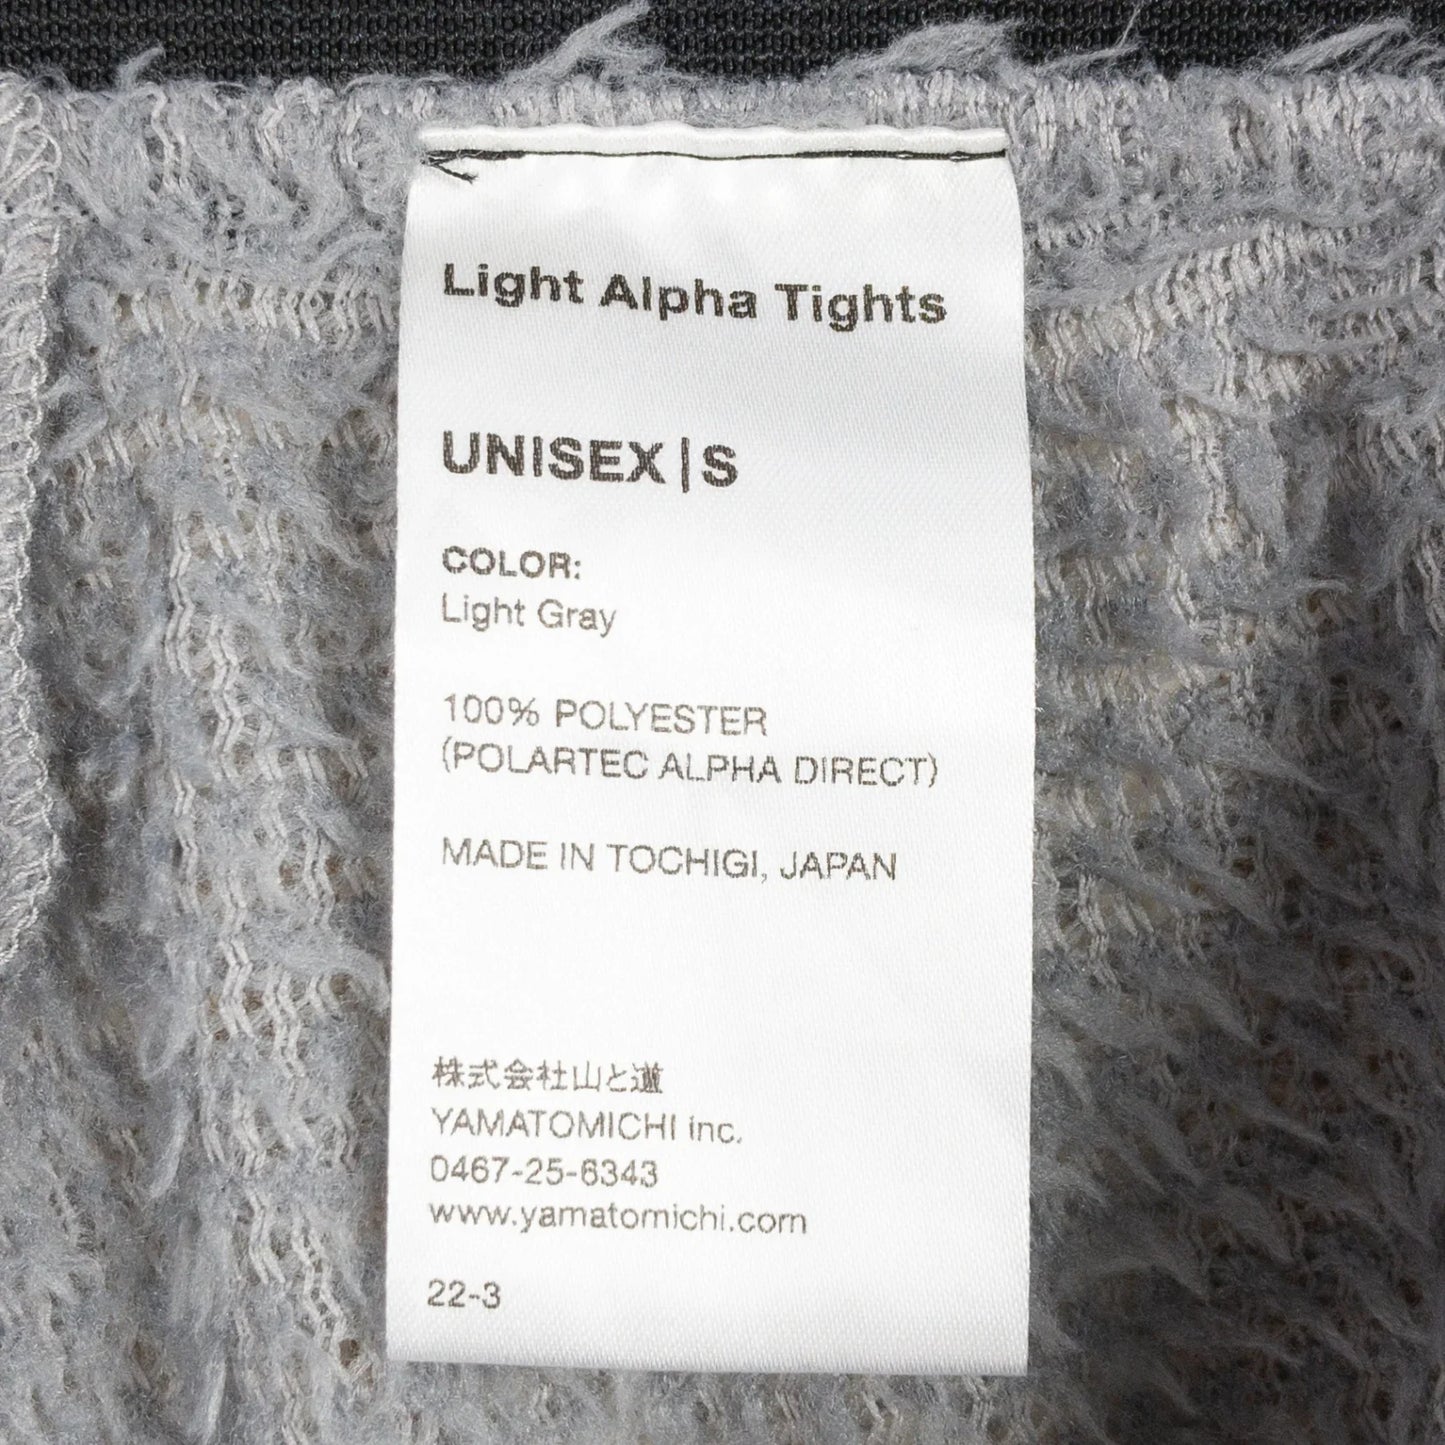 Light Alpha Tights
UNISEX|S
COLOR:
Light Gray
100% POLYESTER
(POLARTEC ALPHA DIRECT)
MADE IN TOCHIGI, JAPAN
株式会社山と道
YAMATOMICHI inc.
0467-25-6343
www.yamatomichi.com
22-3